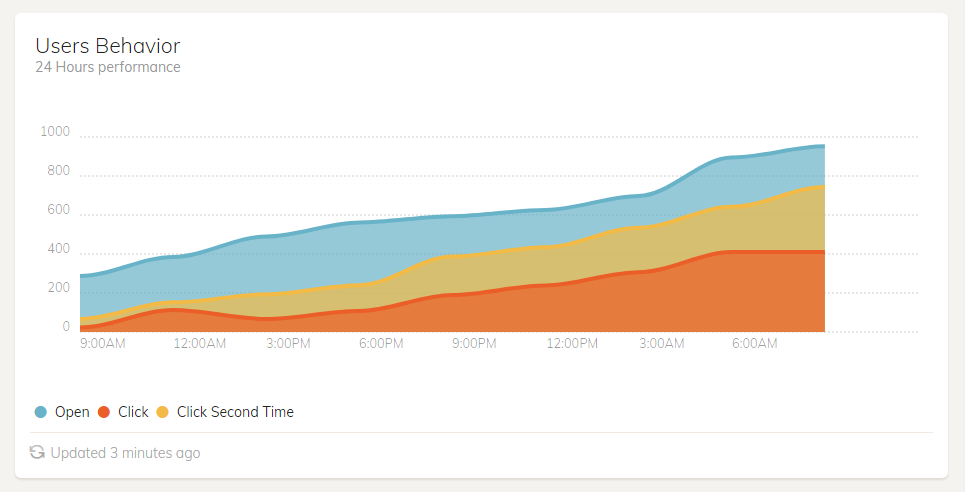 Users Behavior
24 Hours performance
1000
800
600
400
200
0
9:00AM 12:00AM 3:00PM 6:00PM 9:00PM 12:00PM 3:00AM 6:00AM
Open Click Click Second Time
Updated 3 minutes ago